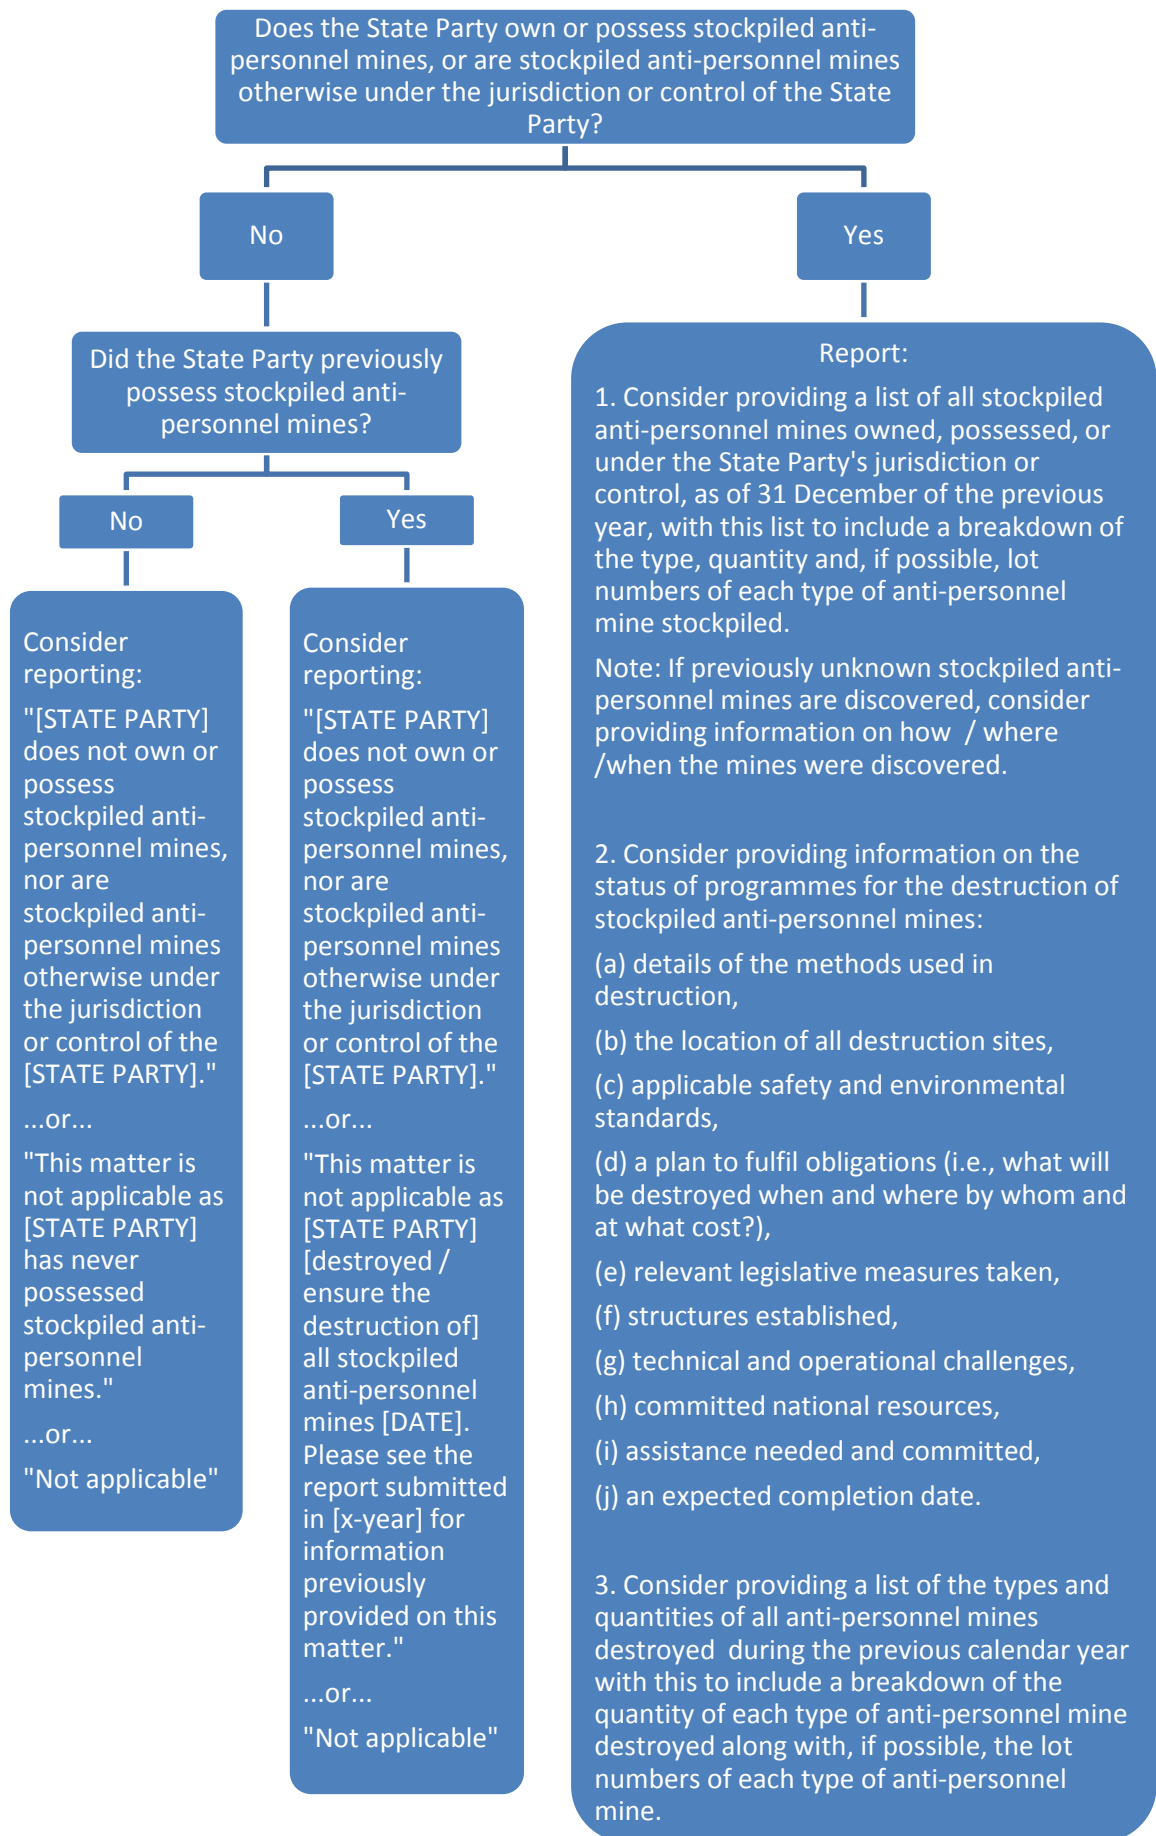 Does the State Party own or possess stockpiled anti-
personnel mines, or are stockpiled anti-personnel mines
otherwise under the jurisdiction or control of the State
Party?
No
Yes
Did the State Party previously
possess stockpiled anti-
personnel mines?
No
Yes
Consider
reporting:
"[STATE PARTY]
does not own or
possess
stockpiled anti-
personnel mines,
nor are
stockpiled anti-
personnel mines
otherwise under
the jurisdiction
or control of the
[STATE PARTY]."
...or...
"This matter is
not applicable as
[STATE PARTY]
has never
possessed
stockpiled anti-
personnel
mines."
...or...
"Not applicable"
Consider
reporting:
"[STATE PARTY]
does not own or
possess
stockpiled anti-
personnel mines,
nor are
stockpiled anti-
personnel mines
otherwise under
the jurisdiction
or control of the
[STATE PARTY]."
...or...
"This matter is
not applicable as
[STATE PARTY]
[destroyed /
ensure the
destruction of]
all stockpiled
anti-personnel
mines [DATE].
Please see the
report submitted
in [x-year] for
information
previously
provided on this
matter."
...or...
"Not applicable"
Report:
1. Consider providing a list of all stockpiled
anti-personnel mines owned, possessed, or
under the State Party's jurisdiction or
control, as of 31 December of the previous
year, with this list to include a breakdown of
the type, quantity and, if possible, lot
numbers of each type of anti-personnel
mine stockpiled.
Note: If previously unknown stockpiled anti-
personnel mines are discovered, consider
providing information on how / where
/when the mines were discovered.
2. Consider providing information on the
status of programmes for the destruction of
stockpiled anti-personnel mines:
(a) details of the methods used in
destruction,
(b) the location of all destruction sites,
(c) applicable safety and environmental
standards,
(d) a plan to fulfil obligations (i.e., what will
be destroyed when and where by whom and
at what cost?),
(e) relevant legislative measures taken,
(f) structures established,
(g) technical and operational challenges,
(h) committed national resources,
(i) assistance needed and committed,
(j) an expected completion date.
3. Consider providing a list of the types and
quantities of all anti-personnel mines
destroyed during the previous calendar year
with this to include a breakdown of the
quantity of each type of anti-personnel mine
destroyed along with, if possible, the lot
numbers of each type of anti-personnel
mine.